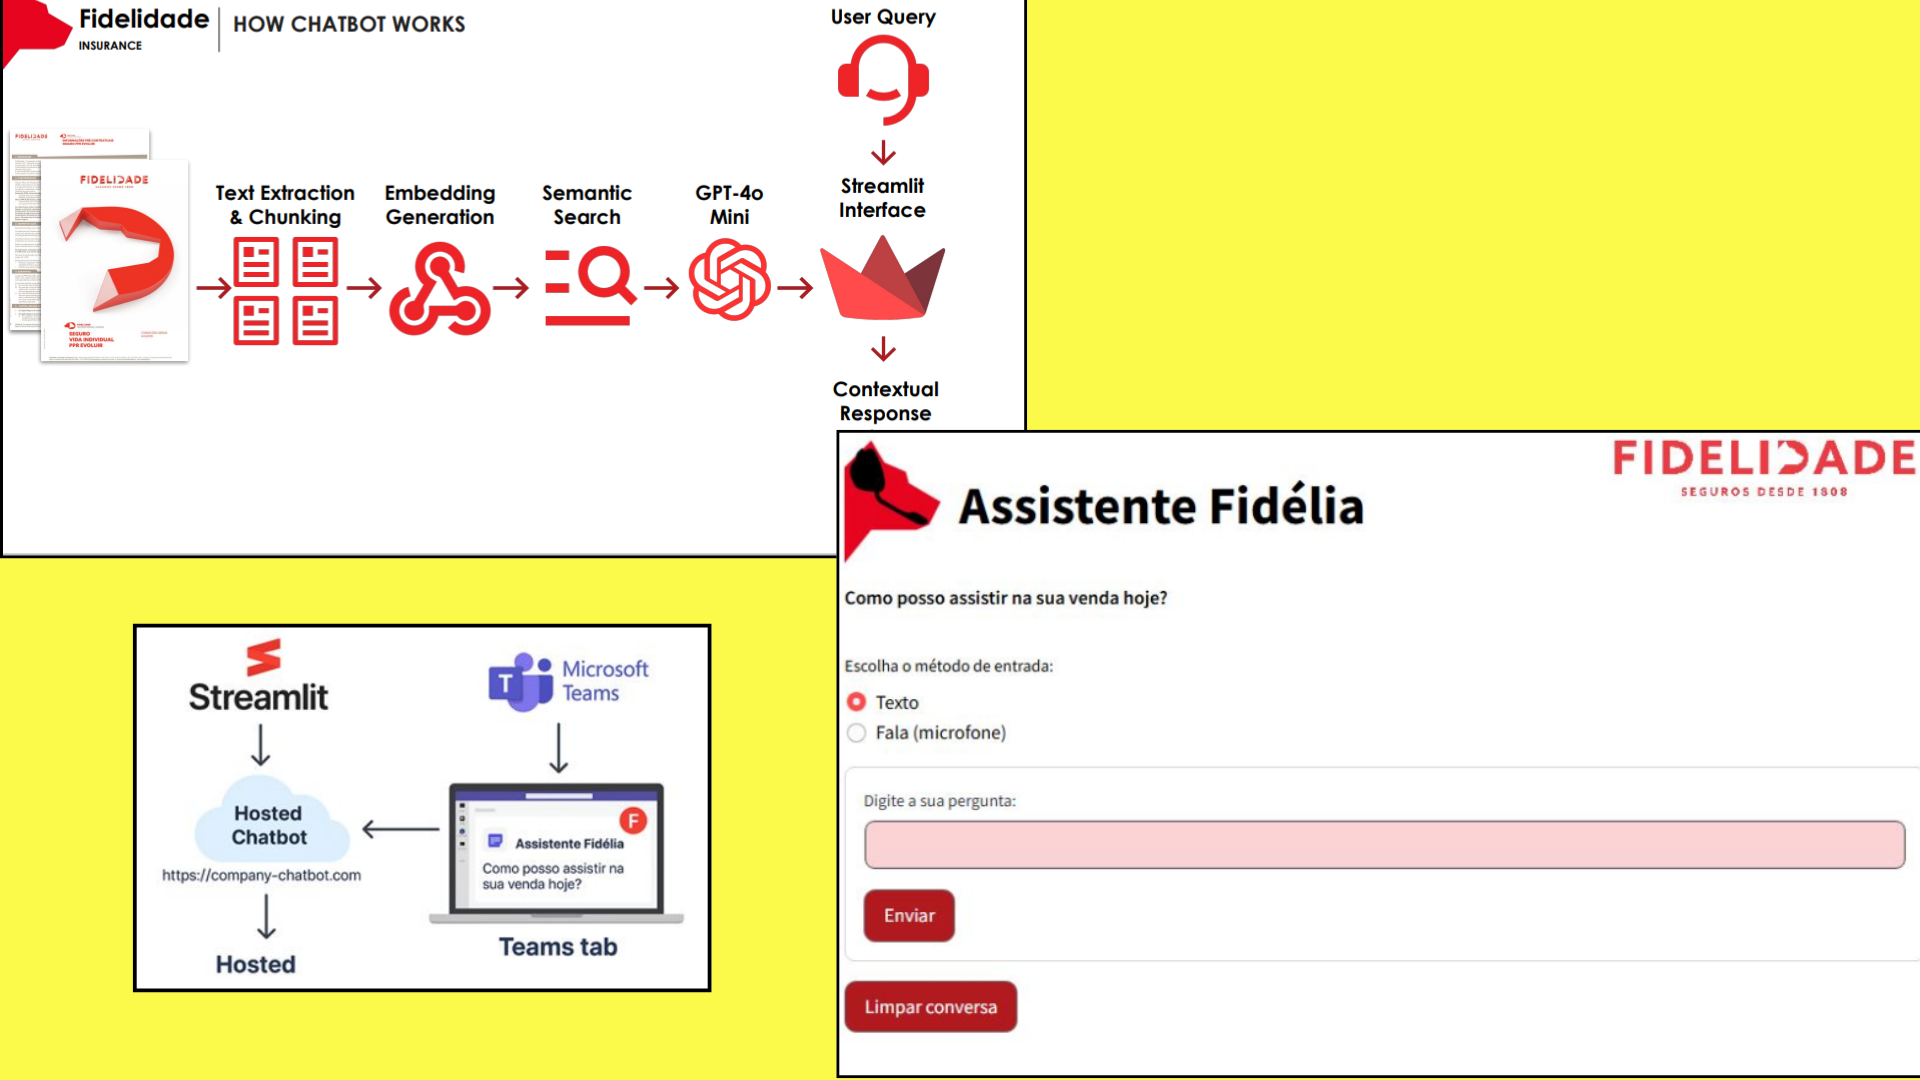 Fidelidade
INSURANCE
HOW CHATBOT WORKS
User Query
FIDELIDADE
FIDELIDADE
SEGURO
VIDA INDIVIDUAL
PPR EVOLUIR
Text Extraction
& Chunking
Embedding
Generation
Semantic
Search
GPT-4o
Mini
Streamlit
Interface
Contextual
Response
Streamlit
Hosted
Chatbot
https://company-chatbot.com
Hosted
Microsoft
Teams
T
F
Assistente Fidélia
Como posso assistir na
sua venda hoje?
Teams tab
Assistente Fidélia
FIDELIDADE
SEGUROS DESDE 1808
Como posso assistir na sua venda hoje?
Escolha o método de entrada:
Texto
Fala (microfone)
Digite a sua pergunta:
Enviar
Limpar conversa